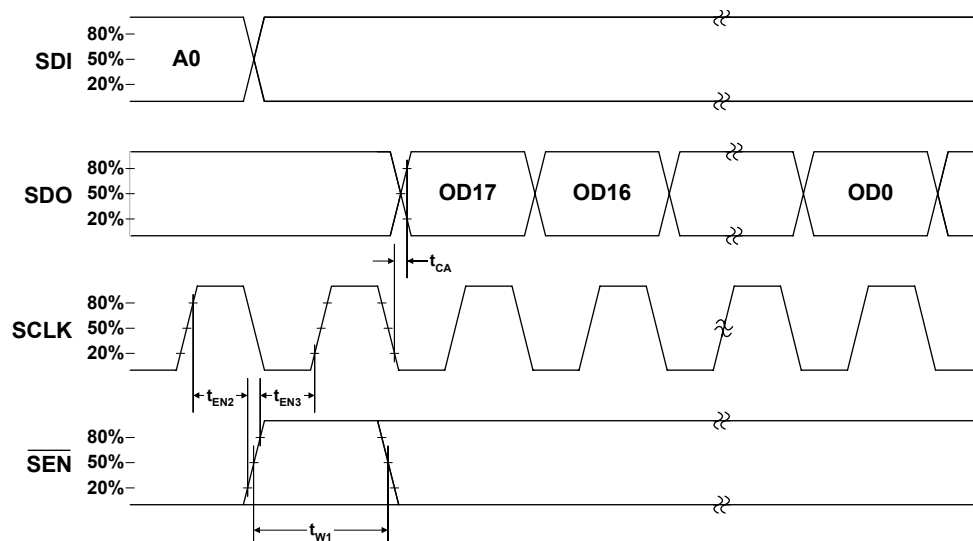 80%
SDI 50% A0
20%
80%
SDO 50% OD17 OD16 OD0
20%
tCA
80%
SCLK 50%
20%
tEN2 tEN3
80%
SEN 50%
20%
tW1